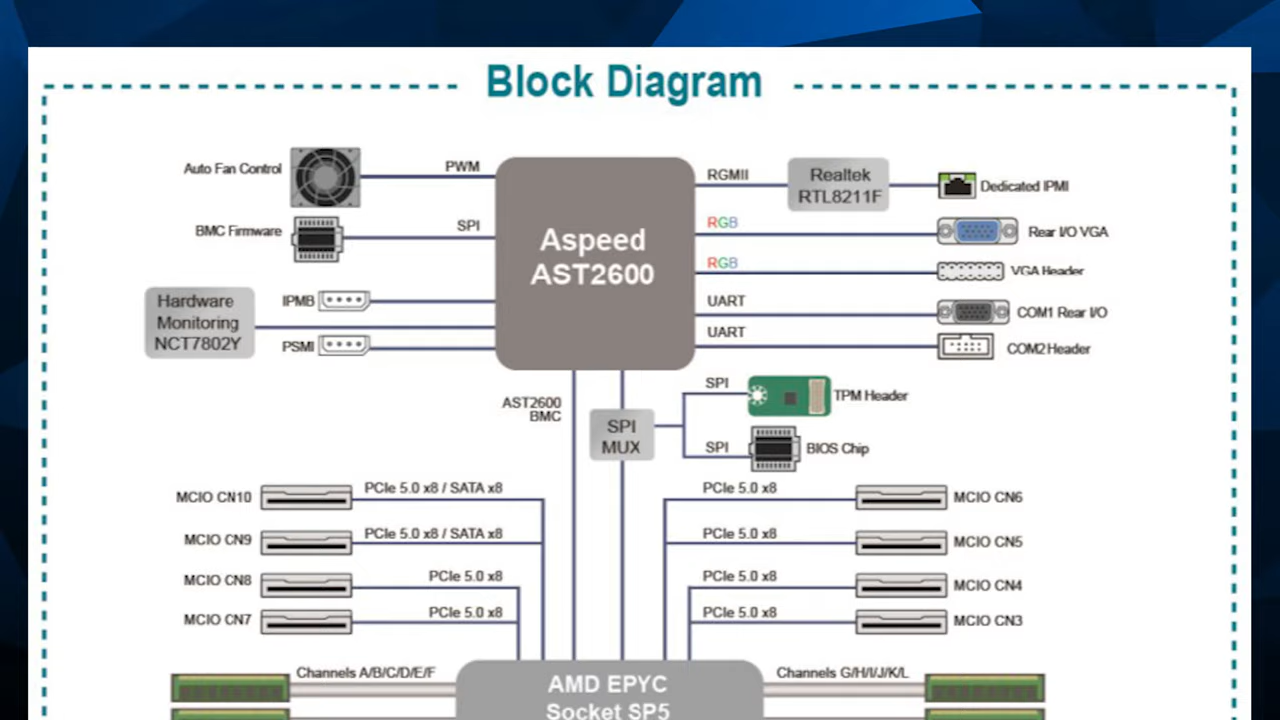 Block Diagram
Auto Fan Control
PWM
BMC Firmware
SPI
Hardware
Monitoring
NCT7802Y
IPMB
PSMI
Aspeed
AST2600
RGMII
Realtek
RTL8211F
Dedicated IPMI
RGB
Rear I/O VGA
RGB
VGA Header
UART
COM1 Rear I/O
UART
COM2 Header
AST2600
BMC
SPI
MUX
SPI
TPM Header
SPI
BIOS Chip
MCIO CN10
PCIe 5.0 x8 / SATA x8
MCIO CN9
PCIe 5.0 x8 / SATA x8
MCIO CN8
PCIe 5.0 x8
MCIO CN7
PCIe 5.0 x8
PCIe 5.0 x8
MCIO CN6
PCIe 5.0 x8
MCIO CN5
PCIe 5.0 x8
MCIO CN4
PCIe 5.0 x8
MCIO CN3
Channels A/B/C/D/E/F
AMD EPYC
Socket SP5
Channels G/H/I/J/K/L